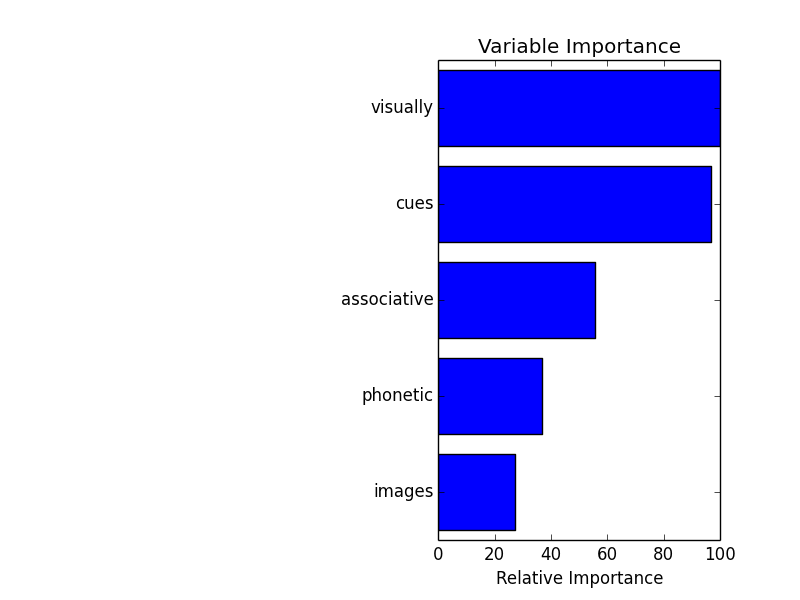 Variable Importance
visually
cues
associative
phonetic
images
0 20 40 60 80 100
Relative Importance